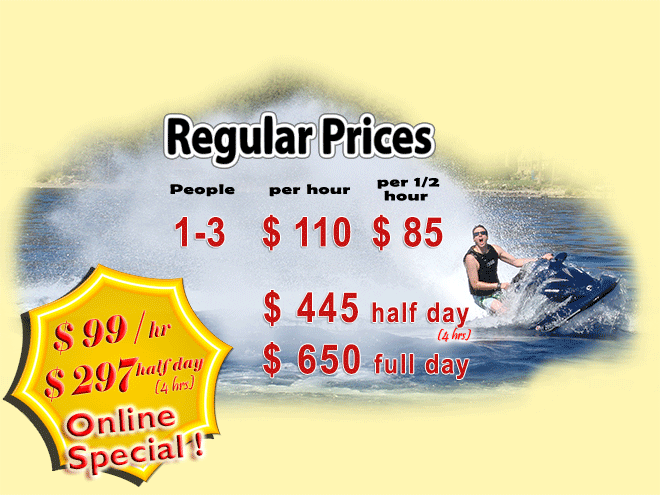 Regular Prices
People per hour per 1/2 hour
1-3 $ 110 $ 85
$ 445 half day
(4 hrs)
$ 650 full day
$ 99 / hr
$ 297 half day
(4 hrs)
Online
Special !